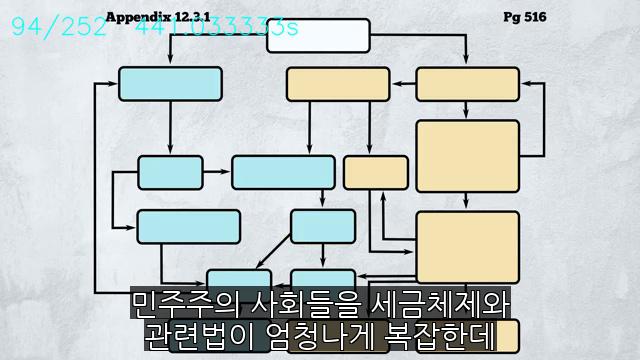 Appendix 12.3.1
Pg 516
94/252 441.033333s
민주주의 사회들을 세금체제와
관련법이 엄청나게 복잡한데